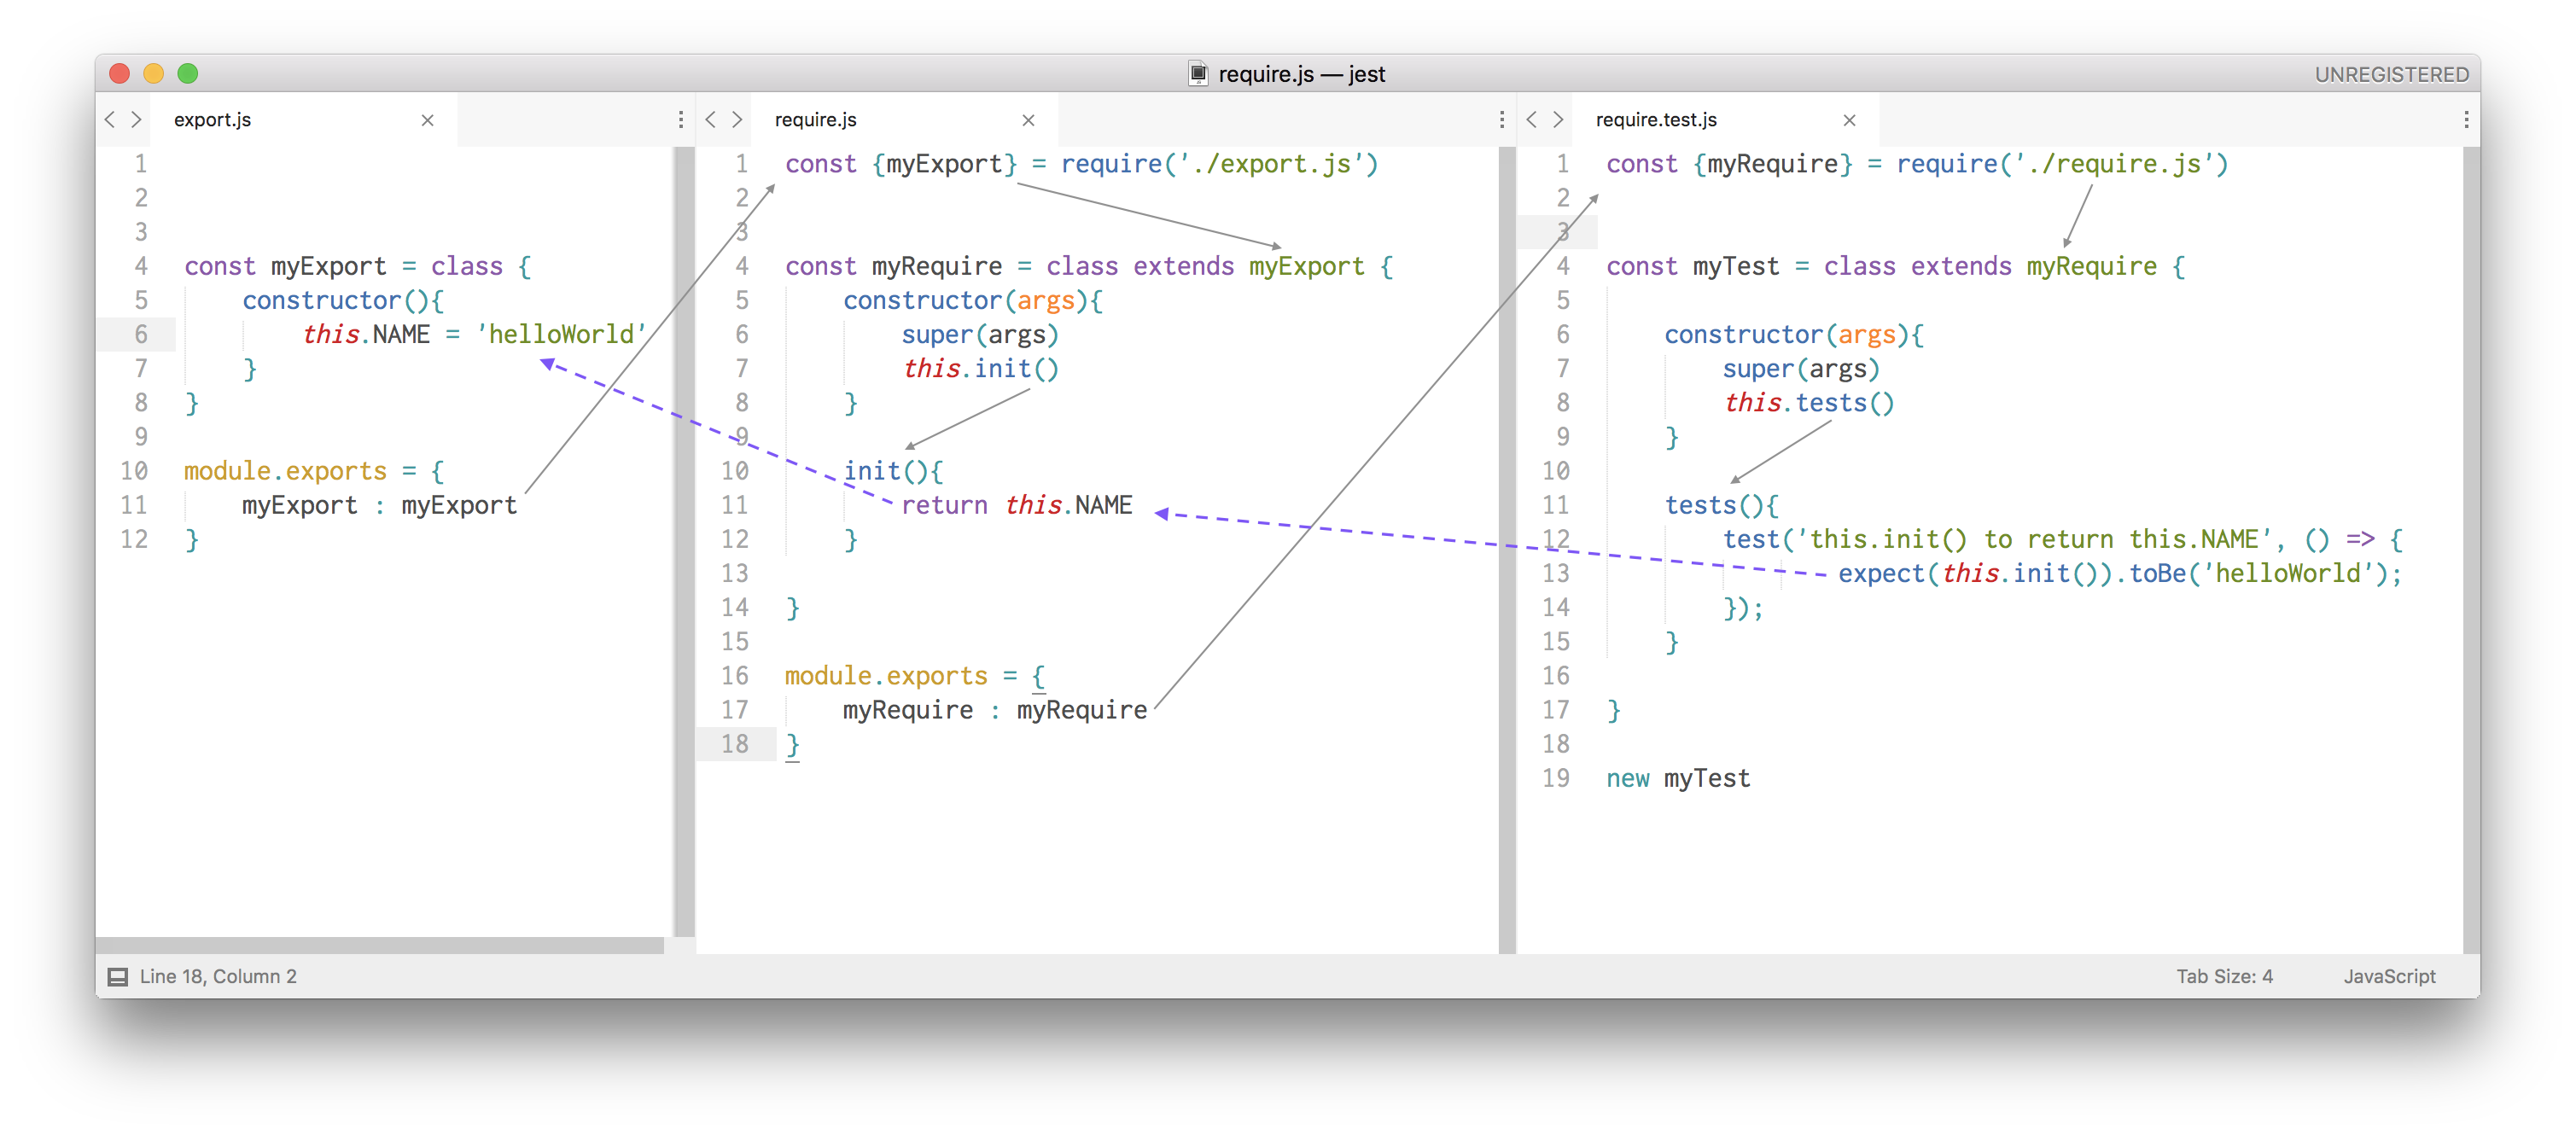 require.js — jest
UNREGISTERED
export.js
1
2
3
4 const myExport = class {
5 constructor(){
6 this.NAME = 'helloWorld'
7 }
8 }
9
10 module.exports = {
11 myExport : myExport
12 }
require.js
1 const {myExport} = require('./export.js')
2
3
4 const myRequire = class extends myExport {
5 constructor(args){
6 super(args)
7 this.init()
8 }
9
10 init(){
11 return this.NAME
12 }
13
14 }
15
16 module.exports = {
17 myRequire : myRequire
18 }
require.test.js
1 const {myRequire} = require('./require.js')
2
3
4 const myTest = class extends myRequire {
5
6 constructor(args){
7 super(args)
8 this.tests()
9 }
10
11 tests(){
12 test('this.init() to return this.NAME', () => {
13 expect(this.init()).toBe('helloWorld');
14 });
15 }
16
17 }
18
19 new myTest
Line 18, Column 2
Tab Size: 4
JavaScript